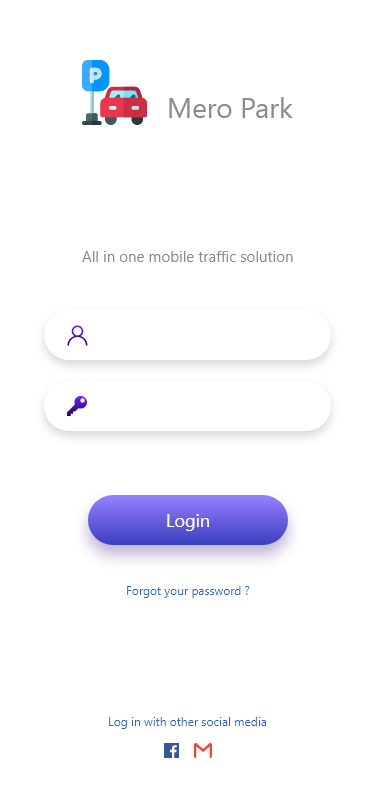 P
Mero Park
All in one mobile traffic solution
Login
Forgot your password ?
Log in with other social media